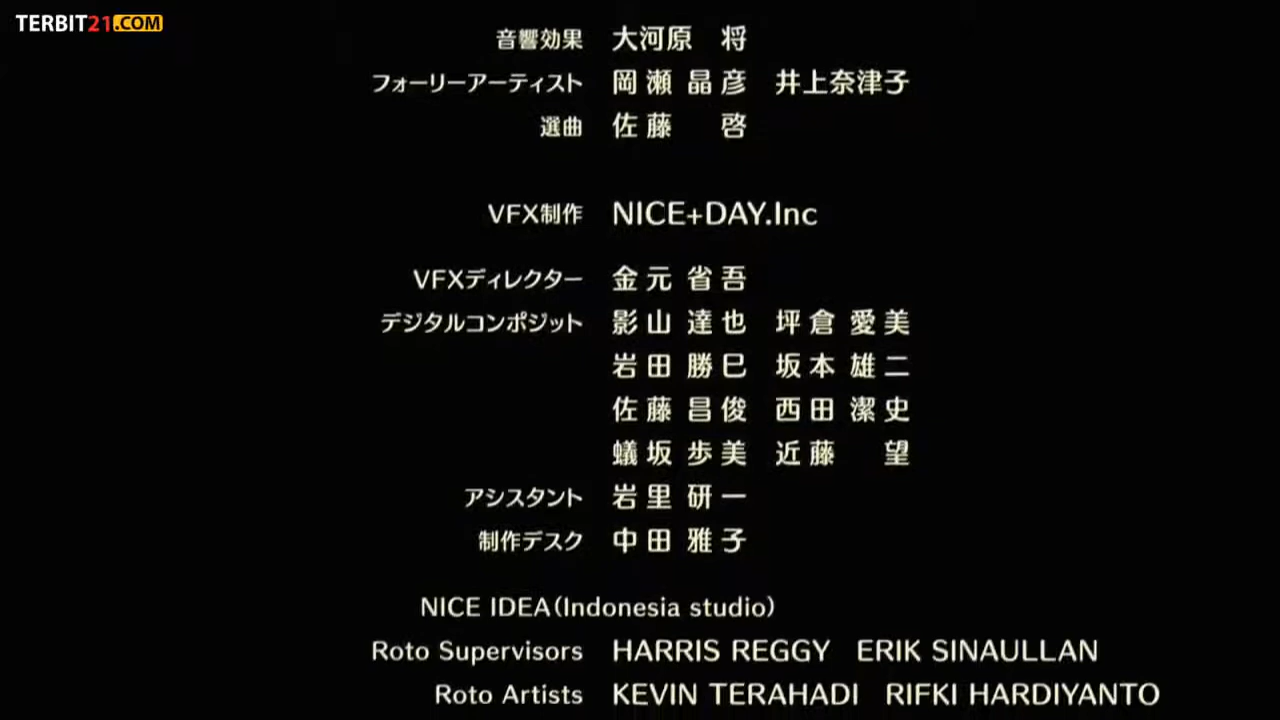 TERBIT21.COM
音響効果 大河原 将
フォーリーアーティスト 岡瀬 晶彦 井上奈津子
選曲 佐藤 啓
VFX制作 NICE+DAY.Inc
VFXディレクター 金元 省吾
デジタルコンポジット 影山 達也 坪倉 愛美
岩田 勝巳 坂本 雄二
佐藤 昌俊 西田 潔史
蟻坂 歩美 近藤 望
アシスタント 岩里 研一
制作デスク 中田 雅子
NICE IDEA(Indonesia studio)
Roto Supervisors HARRIS REGGY ERIK SINAULLAN
Roto Artists KEVIN TERAHADI RIFKI HARDIYANTO